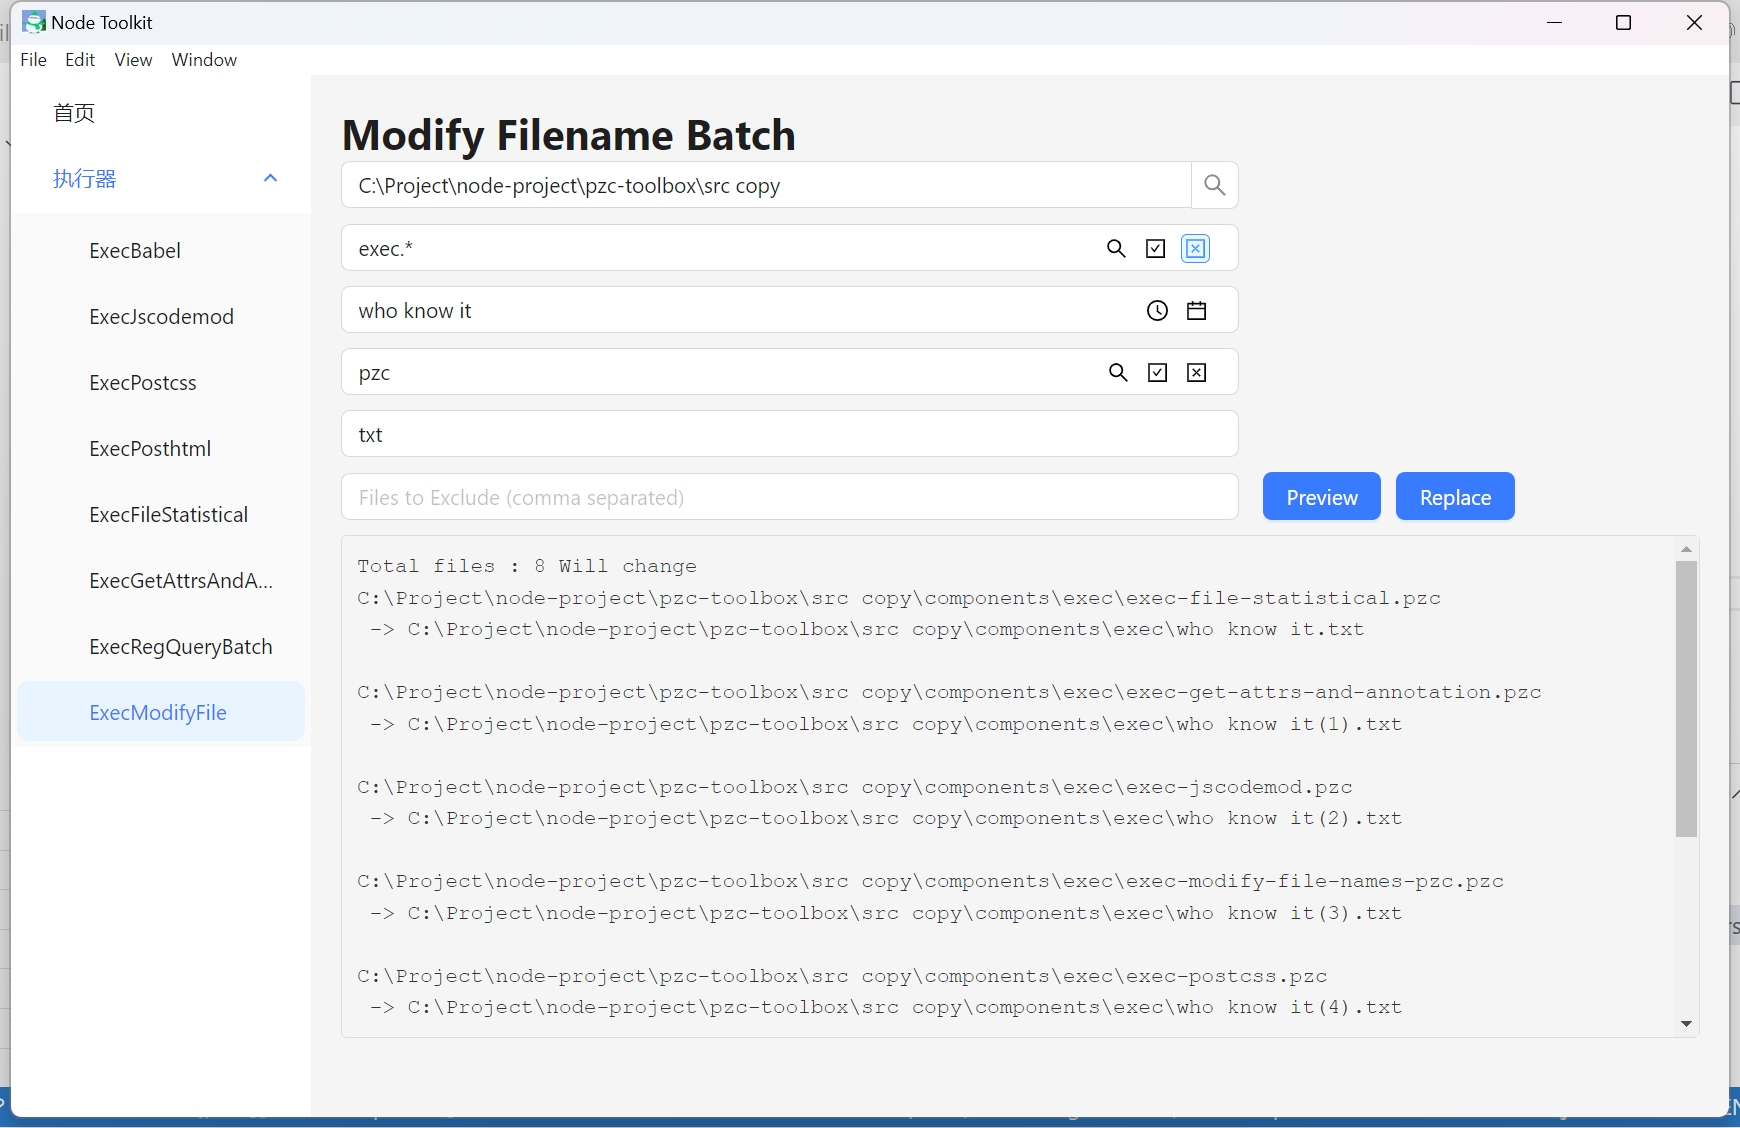 Node Toolkit
File Edit View Window
首页
执行器
ExecBabel
ExecJscodemod
ExecPostcss
ExecPosthtml
ExecFileStatistical
ExecGetAttrsAndA...
ExecRegQueryBatch
ExecModifyFile
Modify Filename Batch
C:\Project\node-project\pzc-toolbox\src copy
exec.*
who know it
pzc
txt
Files to Exclude (comma separated)
Preview
Replace
Total files : 8 Will change
C:\Project\node-project\pzc-toolbox\src copy\components\exec\exec-file-statistical.pzc
-> C:\Project\node-project\pzc-toolbox\src copy\components\exec\who know it.txt
C:\Project\node-project\pzc-toolbox\src copy\components\exec\exec-get-attrs-and-annotation.pzc
-> C:\Project\node-project\pzc-toolbox\src copy\components\exec\who know it(1).txt
C:\Project\node-project\pzc-toolbox\src copy\components\exec\exec-jscodemod.pzc
-> C:\Project\node-project\pzc-toolbox\src copy\components\exec\who know it(2).txt
C:\Project\node-project\pzc-toolbox\src copy\components\exec\exec-modify-file-names-pzc.pzc
-> C:\Project\node-project\pzc-toolbox\src copy\components\exec\who know it(3).txt
C:\Project\node-project\pzc-toolbox\src copy\components\exec\exec-postcss.pzc
-> C:\Project\node-project\pzc-toolbox\src copy\components\exec\who know it(4).txt